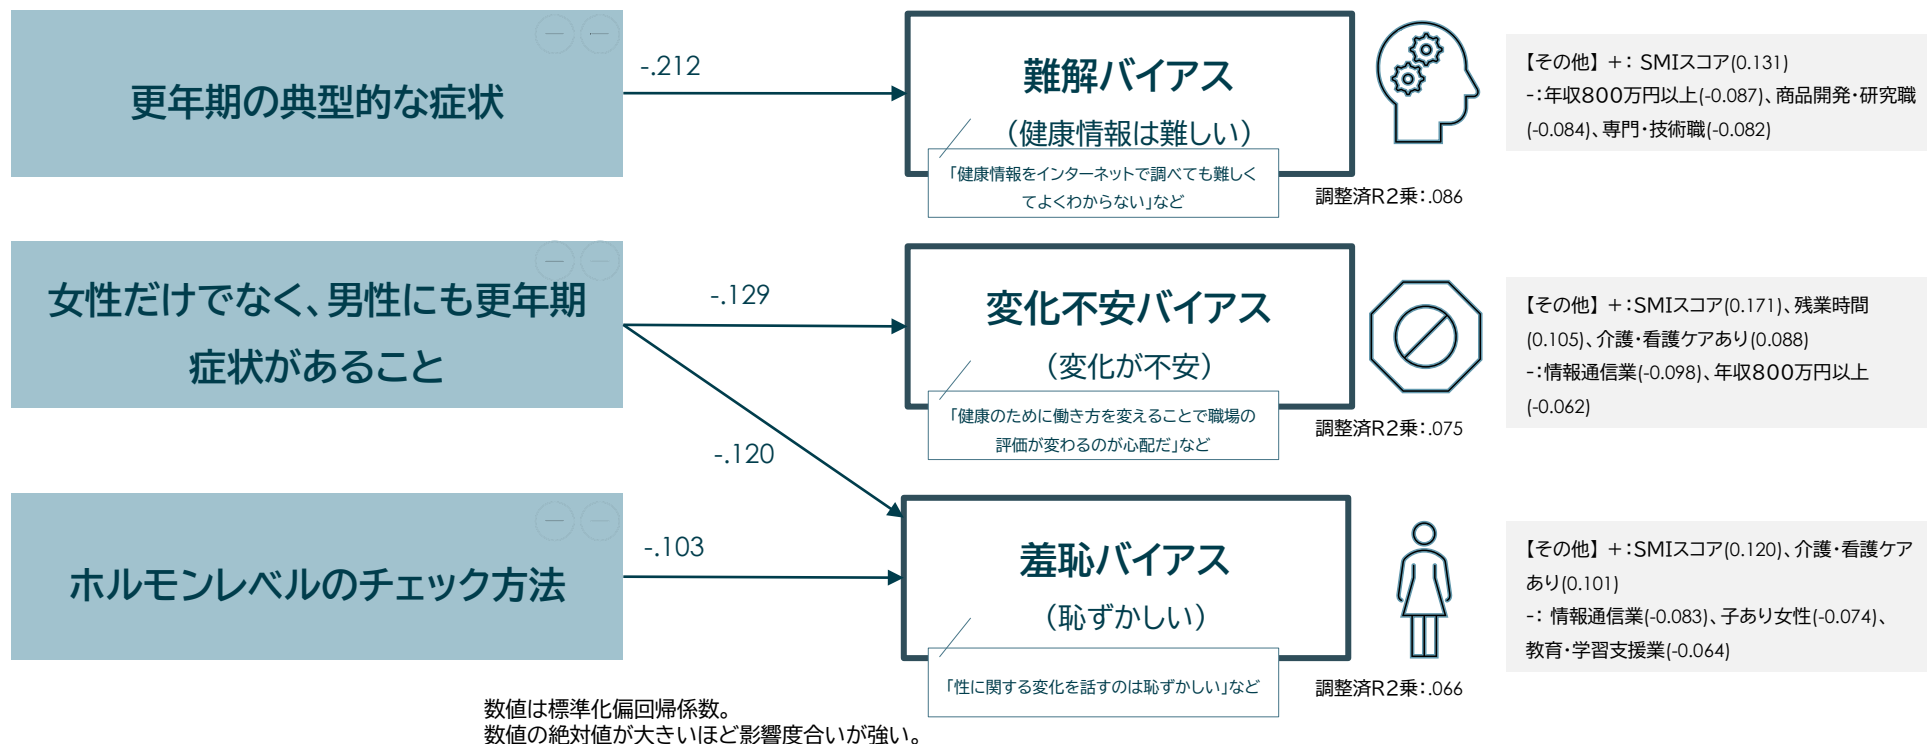 更年期の典型的な症状
-.212
難解バイアス
（健康情報は難しい）
「健康情報をインターネットで調べても難しく
てよくわからない」など
調整済R2乗：.086
【その他】 +： SMIスコア(0.131)
-：年収800万円以上(-0.087)、商品開発・研究職
(-0.084)、専門・技術職(-0.082)
女性だけでなく、男性にも更年期
症状があること
-.129
-.120
変化不安バイアス
（変化が不安）
「健康のために働き方を変えることで職場の
評価が変わるのが心配だ」など
調整済R2乗：.075
【その他】 +：SMIスコア(0.171)、残業時間
(0.105)、介護・看護ケアあり(0.088)
-：情報通信業(-0.098)、年収800万円以上
(-0.062)
ホルモンレベルのチェック方法
-.103
羞恥バイアス
（恥ずかしい）
「性に関する変化を話すのは恥ずかしい」など
調整済R2乗：.066
【その他】 +：SMIスコア(0.120)、介護・看護ケア
あり(0.101)
-： 情報通信業(-0.083)、子あり女性(-0.074)、
教育・学習支援業(-0.064)
数値は標準化偏回帰係数。
数値の絶対値が大きいほど影響度合いが強い。